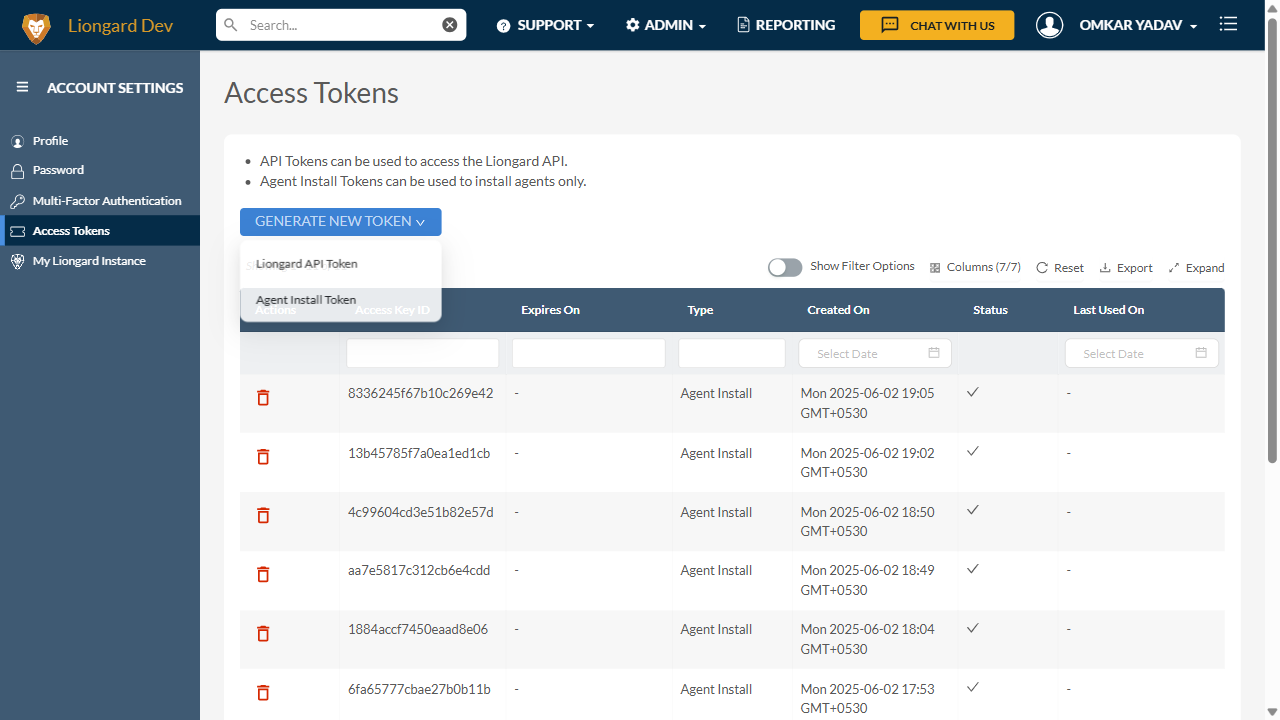 Liongard Dev
Search...
SUPPORT
ADMIN
REPORTING
CHAT WITH US
OMKAR YADAV
ACCOUNT SETTINGS
Profile
Password
Multi-Factor Authentication
Access Tokens
My Liongard Instance
Access Tokens
API Tokens can be used to access the Liongard API.
Agent Install Tokens can be used to install agents only.
GENERATE NEW TOKEN
Liongard API Token
Agent Install Token
Show Filter Options
Columns (7/7)
Reset
Export
Expand
Actions
Access Key ID
Expires On
Type
Created On
Status
Last Used On
Select Date
Select Date
8336245f67b10c269e42 - Agent Install Mon 2025-06-02 19:05 -
GMT+0530
13b45785f7a0ea1ed1cb - Agent Install Mon 2025-06-02 19:02 -
GMT+0530
4c99604cd3e51b82e57d - Agent Install Mon 2025-06-02 18:50 -
GMT+0530
aa7e5817c312cb6e4cdd - Agent Install Mon 2025-06-02 18:49 -
GMT+0530
1884accf7450eaad8e06 - Agent Install Mon 2025-06-02 18:04 -
GMT+0530
6fa65777cbae27b0b11b - Agent Install Mon 2025-06-02 17:53 -
GMT+0530